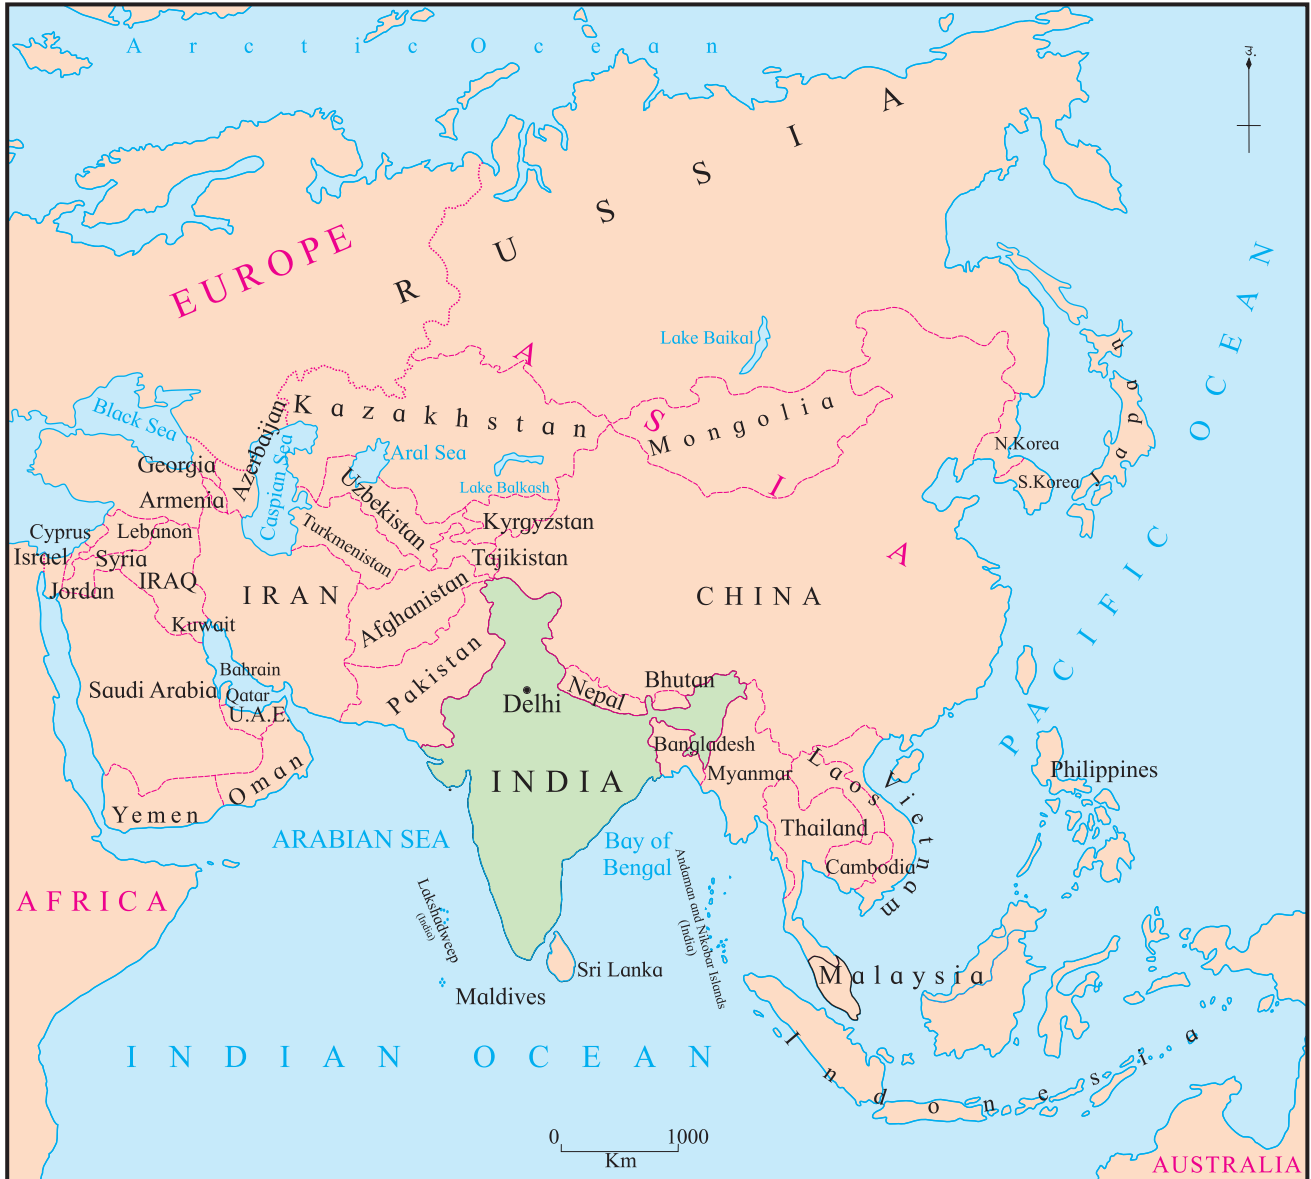 Arctic Ocean
उ.
RUSSIA
EUROPE
ASIA
Lake Baikal
Black Sea
Kazakhstan
Mongolia
Japan
PACIFIC OCEAN
Azerbaijan
Caspian Sea
Aral Sea
Lake Balkash
Georgia
Armenia
Uzbekistan
Turkmenistan
Kyrgyzstan
Tajikistan
N.Korea
S.Korea
Cyprus
Lebanon
Israel
Syria
Jordan
IRAQ
IRAN
Afghanistan
CHINA
Kuwait
Pakistan
Bahrain
Saudi Arabia
Qatar
U.A.E.
Delhi
Nepal
Bhutan
Bangladesh
INDIA
Myanmar
Laos
Vietnam
Philippines
Oman
Yemen
ARABIAN SEA
Bay of
Bengal
Thailand
Cambodia
AFRICA
Lakshadweep
(India)
Andaman and Nikobar Islands
(India)
Sri Lanka
Maldives
Malaysia
INDIAN OCEAN
Indonesia
0 1000
Km
AUSTRALIA